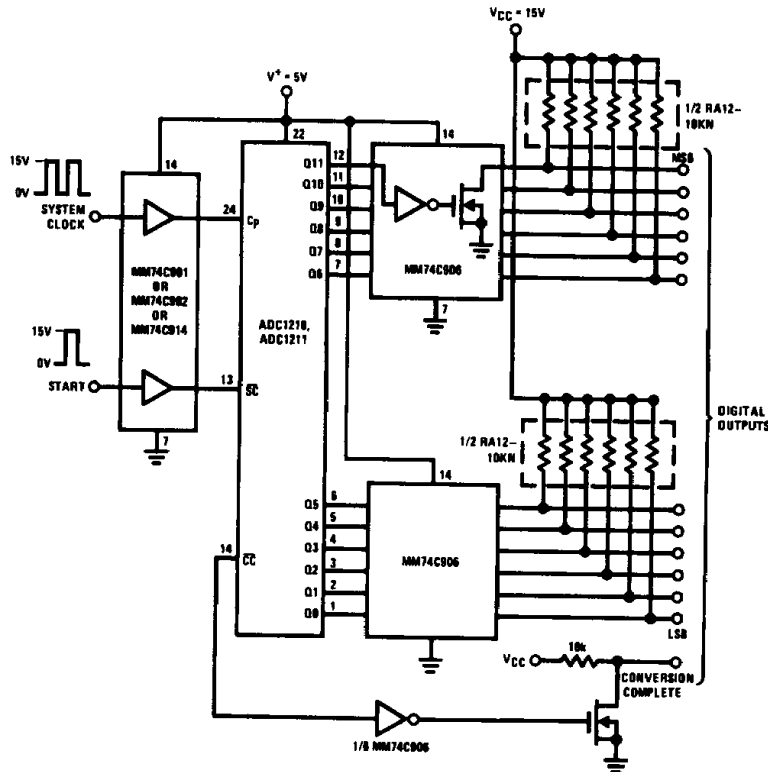 VCC = 15V
V+ = 5V
1/2 RA12–
10KN
22
14
14
15V
0V
SYSTEM
CLOCK
24
CP
Q11
12
Q10
11
Q9
10
Q8
9
Q7
8
Q6
7
MSB
MM74C906
7
MM74C901
OR
MM74C902
OR
MM74C914
ADC1210,
ADC1211
15V
0V
START
13
SC
7
DIGITAL
OUTPUTS
1/2 RA12–
10KN
14
Q5
6
Q4
5
Q3
4
Q2
3
Q1
2
Q0
1
MM74C906
14
CC
LSB
VCC
10k
CONVERSION
COMPLETE
1/6 MM74C906